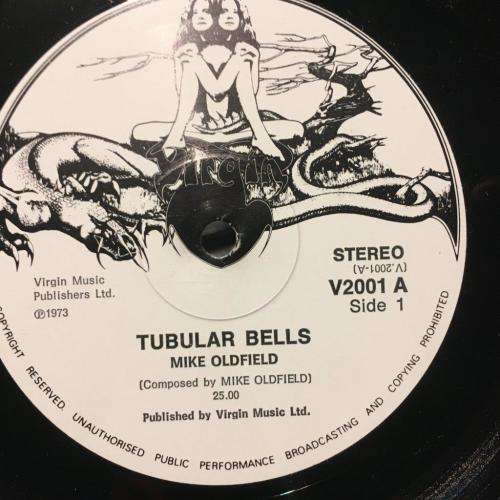 Virgin
STEREO
(V.2001-A)
V2001 A
Side 1
Virgin Music
Publishers Ltd.
℗1973
TUBULAR BELLS
MIKE OLDFIELD
(Composed by MIKE OLDFIELD)
25.00
Published by Virgin Music Ltd.
COPYRIGHT RESERVED. UNAUTHORISED PUBLIC PERFORMANCE BROADCASTING AND COPYING PROHIBITED